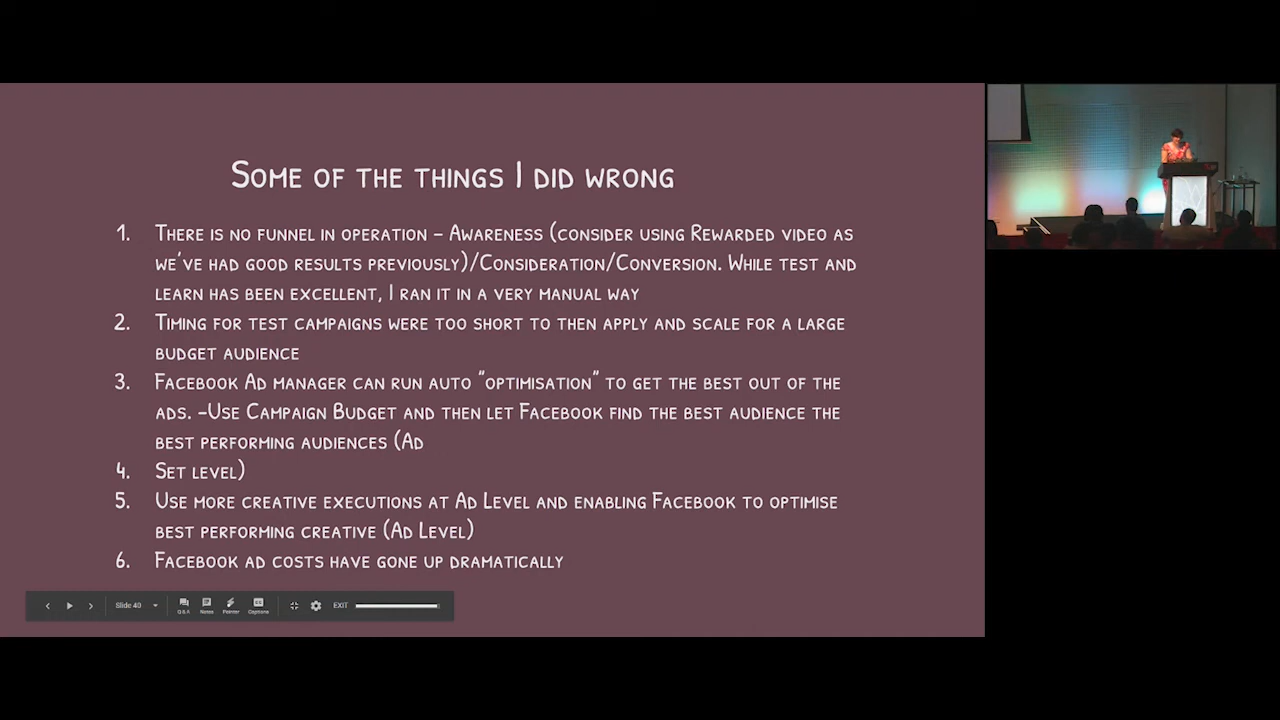 Some of the things I did wrong
1. There is no funnel in operation – Awareness (consider using Rewarded video as
we've had good results previously)/Consideration/Conversion. While test and
learn has been excellent, I ran it in a very manual way
2. Timing for test campaigns were too short to then apply and scale for a large
budget audience
3. Facebook Ad manager can run auto "optimisation" to get the best out of the
ads. -Use Campaign Budget and then let Facebook find the best audience the
best performing audiences (Ad
4. Set level)
5. Use more creative executions at Ad Level and enabling Facebook to optimise
best performing creative (Ad Level)
6. Facebook ad costs have gone up dramatically
Slide 40 Q&A Notes Pointer Captions EXIT